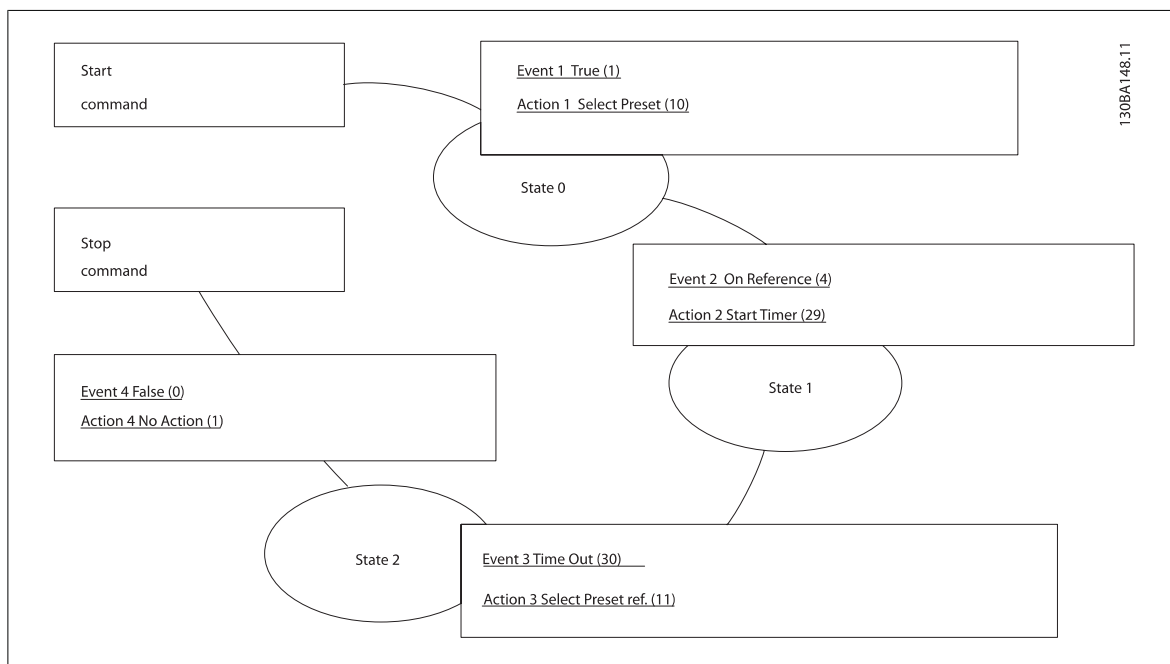 Start
command
Event 1 True (1)
Action 1 Select Preset (10)
130BA148.11
State 0
Stop
command
Event 2 On Reference (4)
Action 2 Start Timer (29)
Event 4 False (0)
Action 4 No Action (1)
State 1
State 2
Event 3 Time Out (30)
Action 3 Select Preset ref. (11)